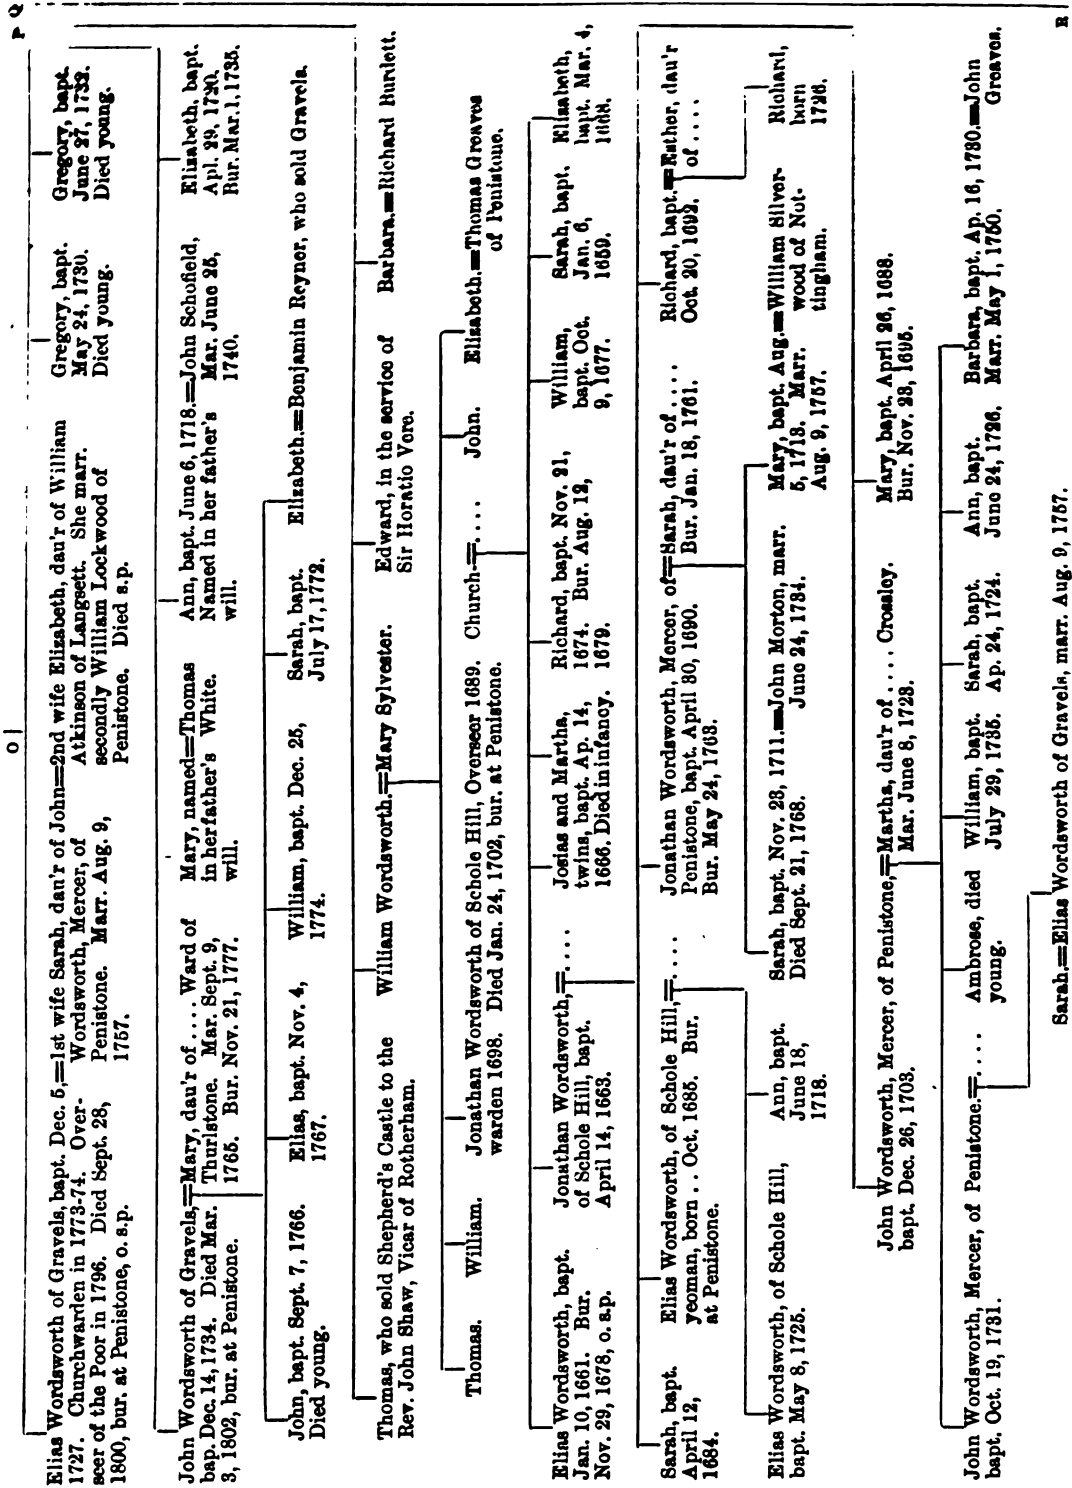 P Q
O
Elias Wordsworth of Gravels, bapt. Dec. 5,=1st wife Sarah, dau'r of John=2nd wife Elizabeth, dau'r of William
1727. Churchwarden in 1773-74. Over-
seer of the Poor in 1796. Died Sept. 28,
1800, bur. at Penistone, o. s.p.
Wordsworth, Mercer, of
Penistone. Marr. Aug. 9,
1757.
Atkinson of Langsett. She marr.
secondly William Lockwood of
Penistone. Died s.p.
Gregory, bapt.
May 24, 1730.
Died young.
Gregory, bapt.
June 27, 1732.
Died young.
John Wordsworth of Gravels,=Mary, dau'r of .... Ward of
bap. Dec. 14, 1734. Died Mar.
3, 1802, bur. at Penistone.
Thurlstone. Mar. Sept. 9,
1765. Bur. Nov. 21, 1777.
Mary, named=Thomas
in her father's White.
will.
Ann, bapt. June 6, 1718.=John Schofield,
Named in her father's
will.
Mar. June 25,
1740.
Elizabeth, bapt.
Apl. 29, 1720.
Bur. Mar. 1, 1735.
John, bapt. Sept. 7, 1766.
Died young.
Elias, bapt. Nov. 4,
1767.
William, bapt. Dec. 25,
1774.
Sarah, bapt.
July 17, 1772.
Elizabeth.=Benjamin Reyner, who sold Gravels.
Thomas, who sold Shepherd's Castle to the
Rev. John Shaw, Vicar of Rotherham.
William Wordsworth.=Mary Sylvester.
Edward, in the service of
Sir Horatio Vere.
Barbara.=Richard Burdett.
Thomas.
William.
Jonathan Wordsworth of Schole Hill, Overseer 1689. Church-=....
warden 1698. Died Jan. 24, 1702, bur. at Penistone.
John.
Elizabeth.=Thomas Greaves
of Penistone.
Elias Wordsworth, bapt.
Jan. 10, 1661. Bur.
Nov. 29, 1678, o. s.p.
Jonathan Wordsworth,=....
of Schole Hill, bapt.
April 14, 1663.
Josias and Martha,
twins, bapt. Ap. 14,
1666. Died in infancy.
Richard, bapt. Nov. 21,
1674. Bur. Aug. 12,
1679.
William,
bapt. Oct.
9, 1677.
Sarah, bapt.
Jan. 6,
1659.
Elizabeth,
bapt. Mar. 4,
1668.
Sarah, bapt.
April 12,
1684.
Elias Wordsworth, of Schole Hill,=....
yeoman, born .. Oct. 1685. Bur.
at Penistone.
Jonathan Wordsworth, Mercer, of=Sarah, dau'r of ....
Penistone, bapt. April 30, 1690.
Bur. May 24, 1763.
Bur. Jan. 18, 1761.
Richard, bapt.=Esther, dau'r
Oct. 20, 1692. of ....
Elias Wordsworth, of Schole Hill,
bapt. May 8, 1725.
Ann, bapt.
June 18,
1718.
Sarah, bapt. Nov. 23, 1711.=John Morton, marr.
Died Sept. 21, 1768. June 24, 1734.
Mary, bapt. Aug.=William Silver-
5, 1713. Marr. wood of Not-
Aug. 9, 1757. tingham.
Richard,
born
1726.
John Wordsworth, Mercer, of Penistone,=Martha, dau'r of .... Crossley.
bapt. Dec. 26, 1703. Mar. June 8, 1728.
Mary, bapt. April 26, 1688.
Bur. Nov. 23, 1695.
John Wordsworth, Mercer, of Penistone.=....
bapt. Oct. 19, 1731.
Ambrose, died
young.
William, bapt.
July 29, 1735.
Sarah, bapt.
Ap. 24, 1724.
Ann, bapt.
June 24, 1726.
Barbara, bapt. Ap. 16, 1730.=John
Marr. May 1, 1750. Greaves.
Sarah.=Elias Wordsworth of Gravels, marr. Aug. 9, 1757.
R